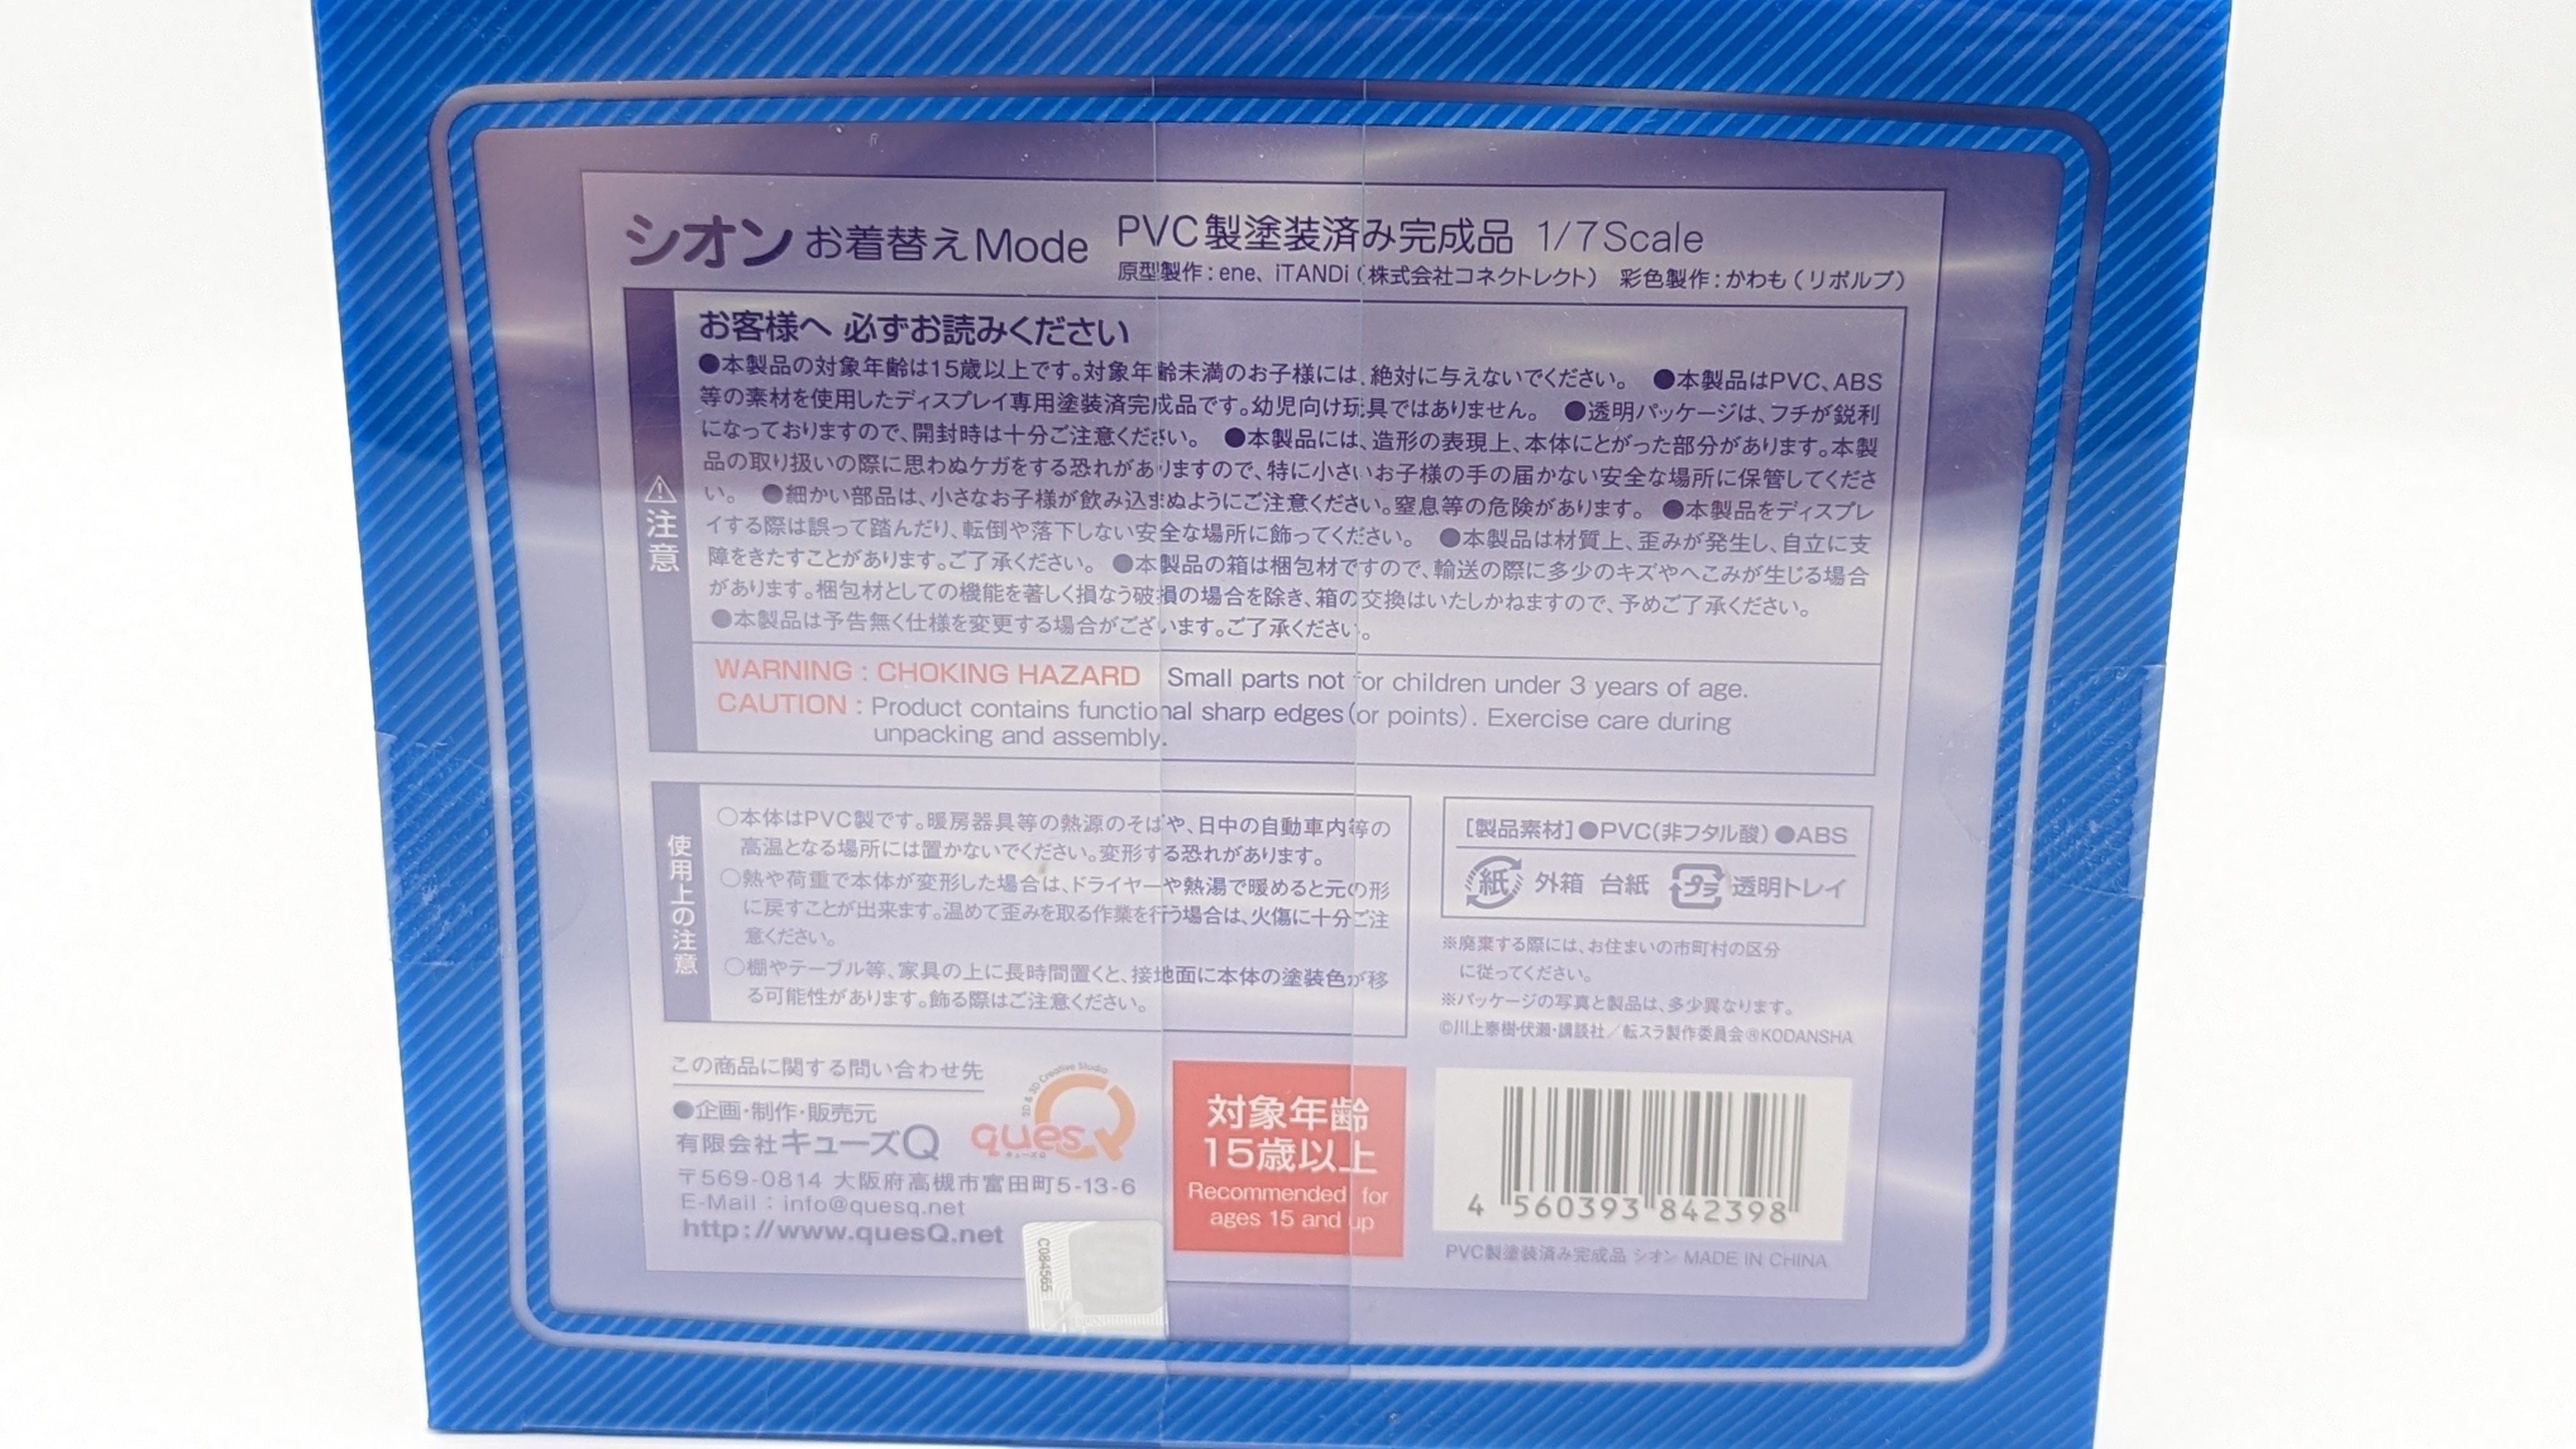 シオン お着替えMode PVC製塗装済み完成品 1/7Scale
原型製作：ene、iTANDi（株式会社コネクトレクト） 彩色製作：かわも（リボルブ）
お客様へ 必ずお読みください
●本製品の対象年齢は15歳以上です。対象年齢未満のお子様には、絶対に与えないでください。 ●本製品はPVC、ABS
等の素材を使用したディスプレイ専用塗装済完成品です。幼児向け玩具ではありません。 ●透明パッケージは、フチが鋭利
になっておりますので、開封時は十分ご注意ください。 ●本製品には、造形の表現上、本体にとがった部分があります。本製
品の取り扱いの際に思わぬケガをする恐れがありますので、特に小さいお子様の手の届かない安全な場所に保管してくださ
い。 ●細かい部品は、小さなお子様が飲み込まぬようにご注意ください。窒息等の危険があります。 ●本製品をディスプレ
イする際は誤って踏んだり、転倒や落下しない安全な場所に飾ってください。 ●本製品は材質上、歪みが発生し、自立に支
障をきたすことがあります。ご了承ください。 ●本製品の箱は梱包材ですので、輸送の際に多少のキズやへこみが生じる場合
があります。梱包材としての機能を著しく損なう破損の場合を除き、箱の交換はいたしかねますので、予めご了承ください。
●本製品は予告無く仕様を変更する場合がございます。ご了承ください。
⚠注意
WARNING : CHOKING HAZARD Small parts not for children under 3 years of age.
CAUTION : Product contains functional sharp edges (or points). Exercise care during
unpacking and assembly.
使用上の注意
○本体はPVC製です。暖房器具等の熱源のそばや、日中の自動車内等の
高温となる場所には置かないでください。変形する恐れがあります。
○熱や荷重で本体が変形した場合は、ドライヤーや熱湯で暖めると元の形
に戻すことが出来ます。温めて歪みを取る作業を行う場合は、火傷に十分ご注
意ください。
○棚やテーブル等、家具の上に長時間置くと、接地面に本体の塗装色が移
る可能性があります。飾る際はご注意ください。
［製品素材］●PVC（非フタル酸）●ABS
紙 外箱 台紙 プラ 透明トレイ
※廃棄する際には、お住まいの市町村の区分
に従ってください。
※パッケージの写真と製品は、多少異なります。
©川上泰樹・伏瀬・講談社／転スラ製作委員会®KODANSHA
この商品に関する問い合わせ先
●企画・制作・販売元
有限会社キューズQ
2D & 3D Creative Studio
quesQ
キューズQ
〒569-0814 大阪府高槻市富田町5-13-6
E-Mail : info@quesq.net
http://www.quesQ.net
C084565
対象年齢
15歳以上
Recommended for
ages 15 and up
4 560393 842398
PVC製塗装済み完成品 シオン MADE IN CHINA